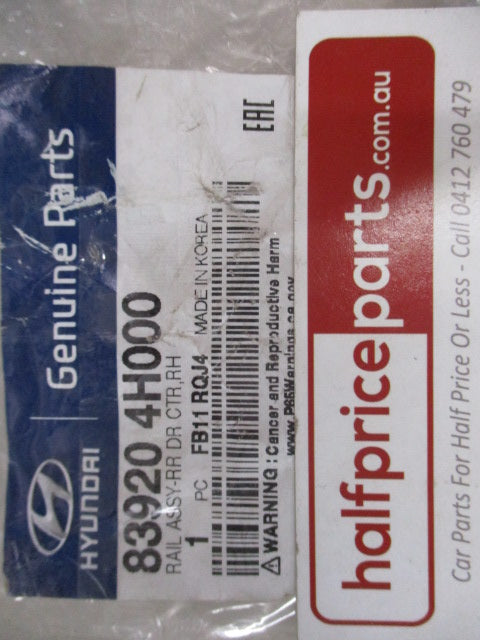 HYUNDAI | Genuine Parts
83920 4H000
RAIL ASSY-RR DR CTR,RH
1 PC FB11 RQJ4 MADE IN KOREA
EAC
WARNING : Cancer and Reproductive Harm
www.P65Warnings.ca.gov
halfpriceparts.com.au
Car Parts For Half Price Or Less - Call 0412 760 479